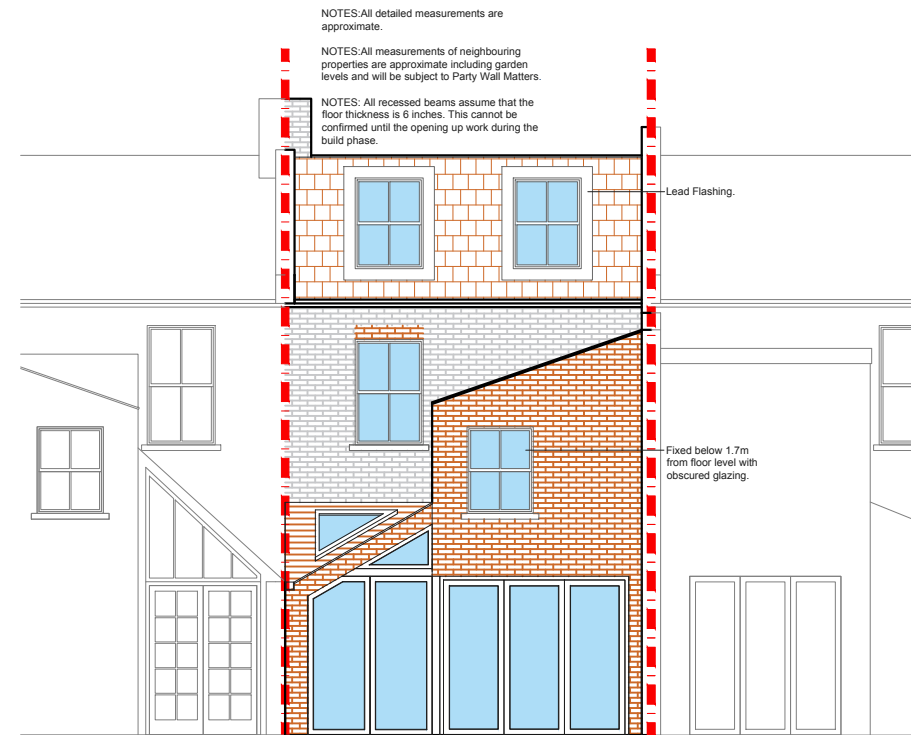 NOTES:All detailed measurements are
approximate.
NOTES:All measurements of neighbouring
properties are approximate including garden
levels and will be subject to Party Wall Matters.
NOTES: All recessed beams assume that the
floor thickness is 6 inches. This cannot be
confirmed until the opening up work during the
build phase.
Lead Flashing.
Fixed below 1.7m
from floor level with
obscured glazing.